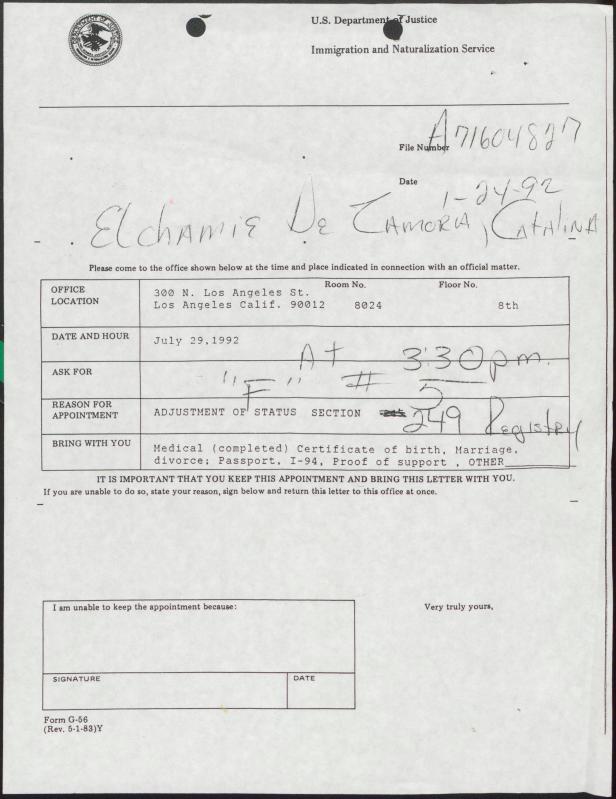 U.S. Department of Justice
Immigration and Naturalization Service
File Number A71604827
Date 1-24-92
Elchamie De Zamora, Catalina
Please come to the office shown below at the time and place indicated in connection with an official matter.
OFFICE LOCATION
300 N. Los Angeles St. Room No. Floor No.
Los Angeles Calif. 90012 8024 8th
DATE AND HOUR July 29,1992 At 3:30pm.
ASK FOR "F" # 5
REASON FOR APPOINTMENT ADJUSTMENT OF STATUS SECTION 249 Registry
BRING WITH YOU Medical (completed) Certificate of birth, Marriage,
divorce; Passport, I-94, Proof of support , OTHER
IT IS IMPORTANT THAT YOU KEEP THIS APPOINTMENT AND BRING THIS LETTER WITH YOU.
If you are unable to do so, state your reason, sign below and return this letter to this office at once.
I am unable to keep the appointment because: Very truly yours,
SIGNATURE DATE
Form G-56
(Rev. 5-1-83)Y